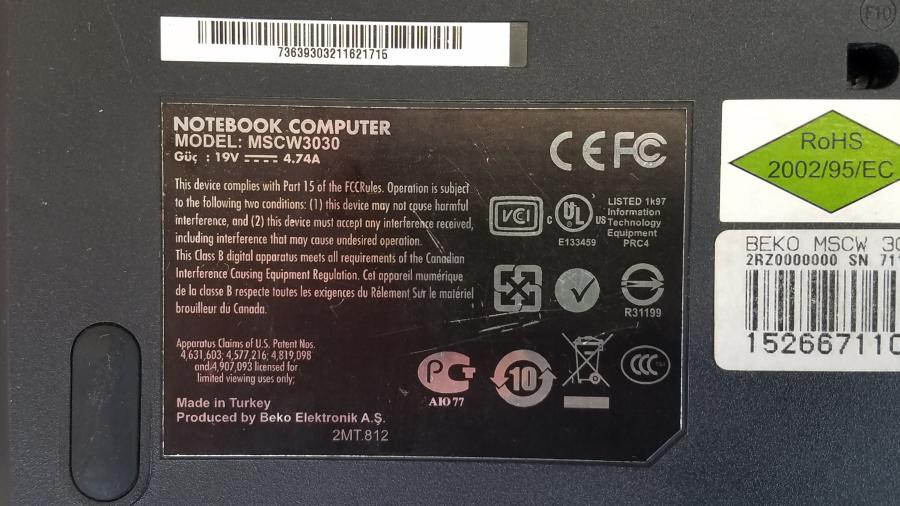 F10
73639303211621715
NOTEBOOK COMPUTER
MODEL: MSCW3030
Güç : 19V 4.74A
This device complies with Part 15 of the FCCRules. Operation is subject
to the following two conditions: (1) this device may not cause harmful
interference, and (2) this device must accept any interference received,
including interference that may cause undesired operation.
This Class B digital apparatus meets all requirements of the Canadian
Interference Causing Equipment Regulation. Cet appareil mumérique
de la classe B respecte toutes les exigences du Rélement Sur le matériel
brouilleur du Canada.
Apparatus Claims of U.S. Patent Nos.
4,631,603; 4,577,216; 4,819,098
and 4,907,093 licensed for
limited viewing uses only;
Made in Turkey
Produced by Beko Elektronik A.Ş.
2MT.812
CE FC
VCI
C UL US
E133459
LISTED 1k97
Information
Technology
Equipment
PRC4
R31199
PCT
AIO 77
10
CCC
RoHS
2002/95/EC
BEKO MSCW 30
2RZ0000000 SN 711
152667110